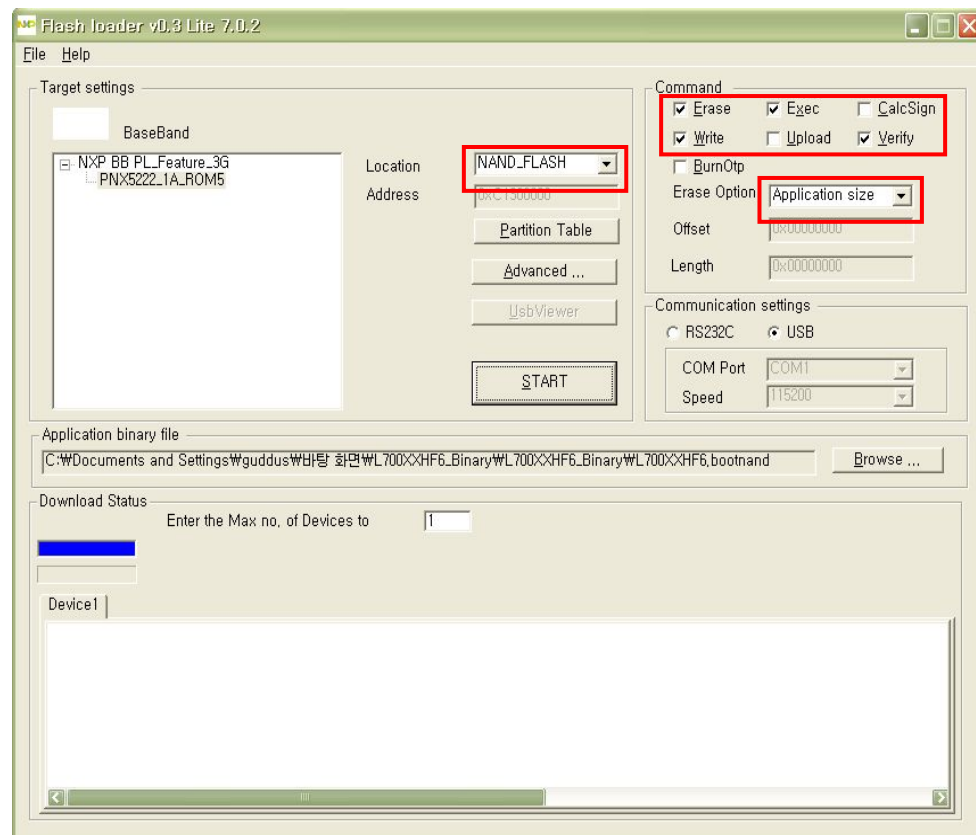 NXP Flash loader v0.3 Lite 7.0.2
File Help
Target settings
BaseBand
NXP BB PL_Feature_3G
PNX5222_1A_ROM5
Location NAND_FLASH
Address 0xC1300000
Partition Table
Advanced ...
UsbViewer
START
Command
Erase Exec CalcSign
Write Upload Verify
BurnOtp
Erase Option Application size
Offset 0x00000000
Length 0x00000000
Communication settings
RS232C USB
COM Port COM1
Speed 115200
Application binary file
C:₩Documents and Settings₩guddus₩바탕 화면₩L700XXHF6_Binary₩L700XXHF6_Binary₩L700XXHF6.bootnand Browse ...
Download Status
Enter the Max no. of Devices to 1
Device1